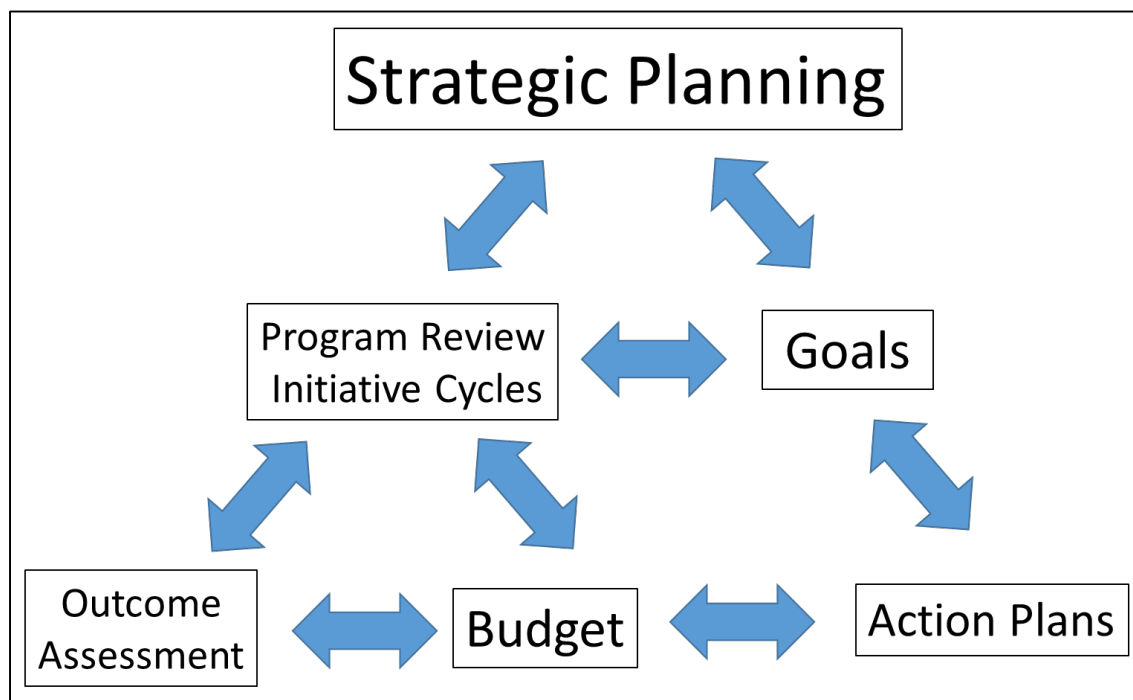 Strategic Planning
Program Review
Initiative Cycles
Goals
Outcome
Assessment
Budget
Action Plans